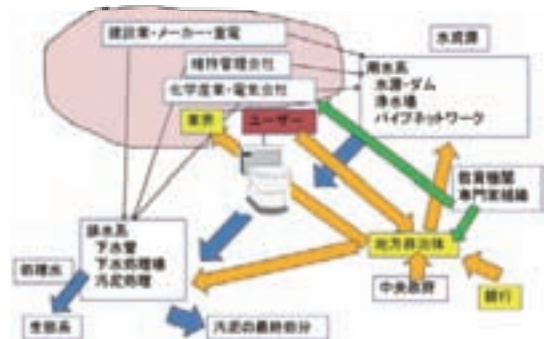 建設業・メーカー・重電
維持管理会社
化学産業・電気会社
業界
ユーザー
水資源
用水系
水源・ダム
浄水場
パイプネットワーク
教育機関
専門家組織
排水系
下水管
下水処理場
汚泥処理
処理水
地方自治体
中央政府
銀行
生態系
汚泥の最終処分